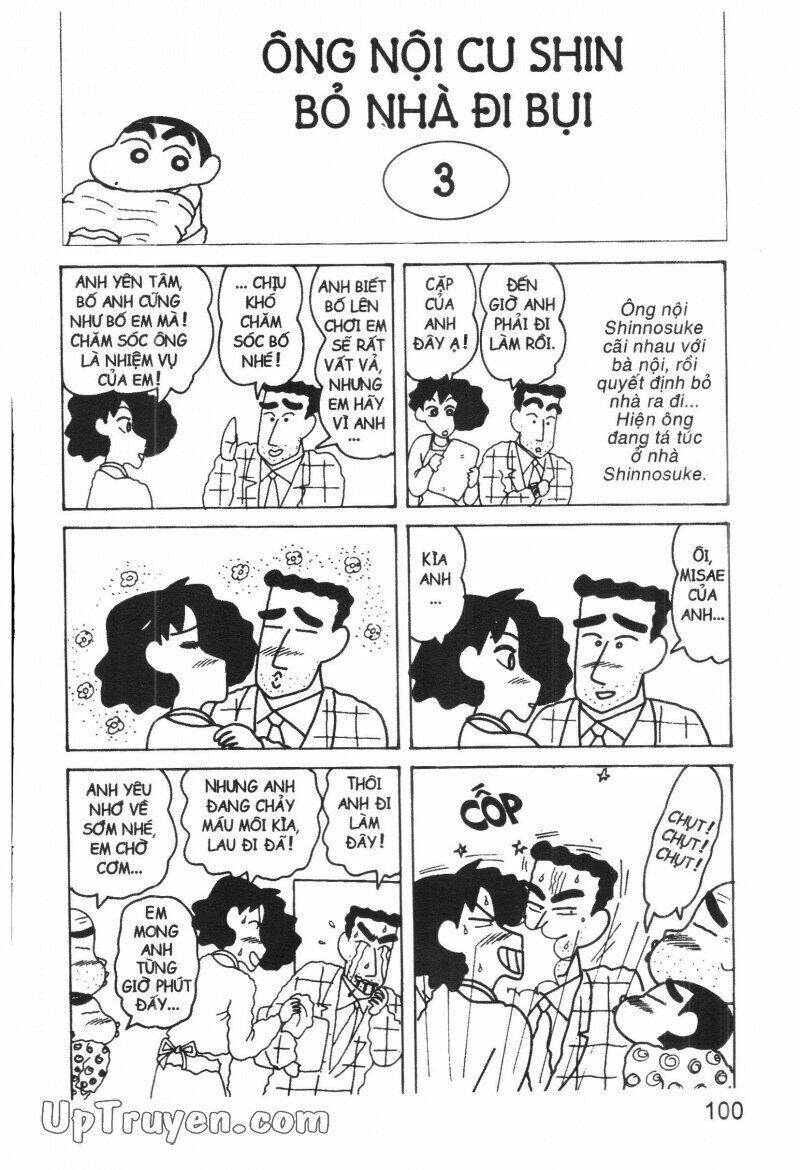 ÔNG NỘI CU SHIN
BỎ NHÀ ĐI BỤI
3
Ông nội
Shinnosuke
cãi nhau với
bà nội, rồi
quyết định bỏ
nhà ra đi...
Hiện ông
đang tá túc
ở nhà
Shinnosuke.
ĐẾN
GIỜ ANH
PHẢI ĐI
LÀM RỒI.
CẶP
CỦA
ANH
ĐÂY Ạ!
ANH BIẾT
BỐ LÊN
CHƠI EM
SẼ RẤT
VẤT VẢ,
NHƯNG
EM HÃY
VÌ ANH
...
... CHỊU
KHÓ
CHĂM
SÓC BỐ
NHÉ!
ANH YÊN TÂM,
BỐ ANH CŨNG
NHƯ BỐ EM MÀ!
CHĂM SÓC ÔNG
LÀ NHIỆM VỤ
CỦA EM!
ÔI,
MISAE
CỦA
ANH...
KÌA
ANH
...
CHỤT!
CHỤT!
CHỤT!
CỐP
THÔI
ANH ĐI
LÀM
ĐÂY!
NHƯNG ANH
ĐANG CHẢY
MÁU MÔI KÌA,
LAU ĐI ĐÃ!
ANH YÊU
NHỚ VỀ
SỚM NHÉ,
EM CHỜ
CƠM...
EM
MONG
ANH
TỪNG
GIỜ PHÚT
ĐẤY...
UpTruyen.com
100